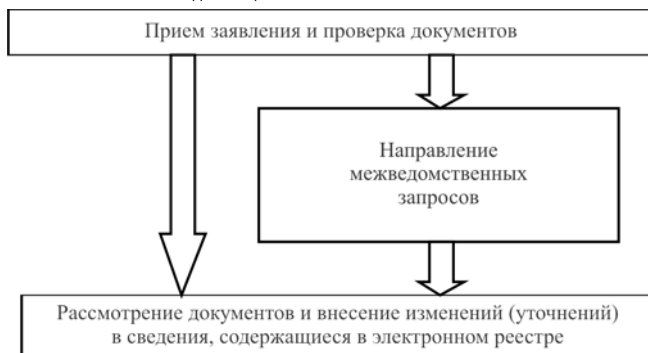 Прием заявления и проверка документов
Направление
межведомственных
запросов
Рассмотрение документов и внесение изменений (уточнений)
в сведения, содержащиеся в электронном реестре